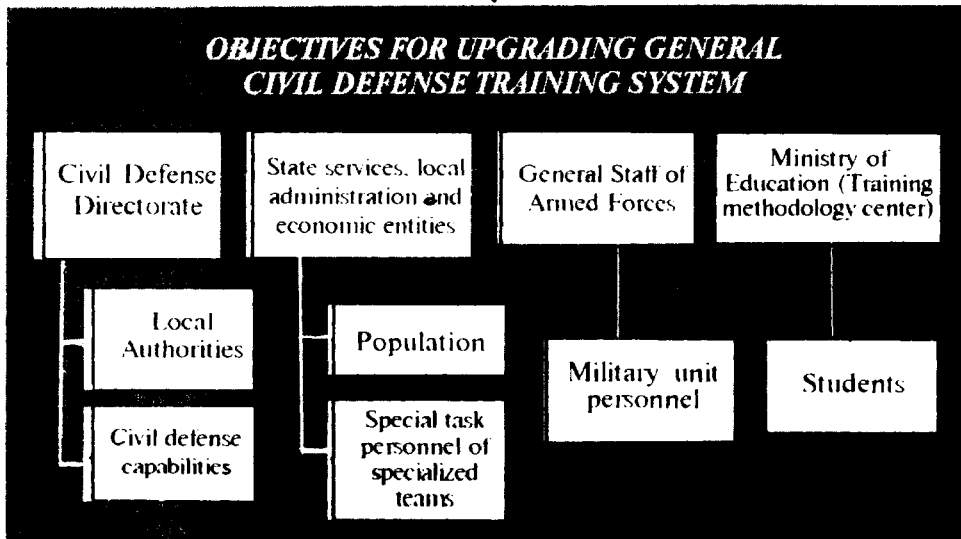 OBJECTIVES FOR UPGRADING GENERAL
CIVIL DEFENSE TRAINING SYSTEM
Civil Defense
Directorate
State services, local
administration and
economic entities
General Staff of
Armed Forces
Ministry of
Education (Training
methodology center)
Local
Authorities
Civil defense
capabilities
Population
Special task
personnel of
specialized
teams
Military unit
personnel
Students